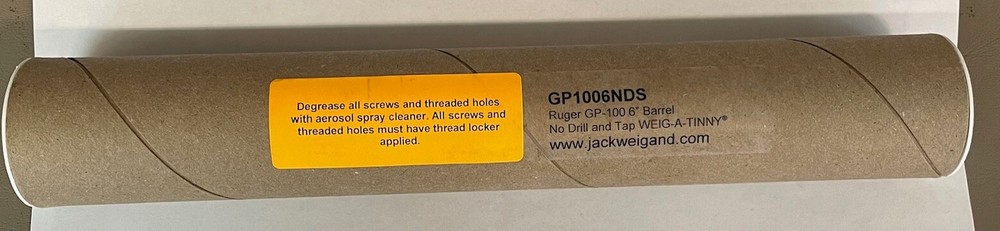 Degrease all screws and threaded holes
with aerosol spray cleaner. All screws and
threaded holes must have thread locker
applied.
GP1006NDS
Ruger GP-100 6" Barrel
No Drill and Tap WEIG-A-TINNY®
www.jackweigand.com